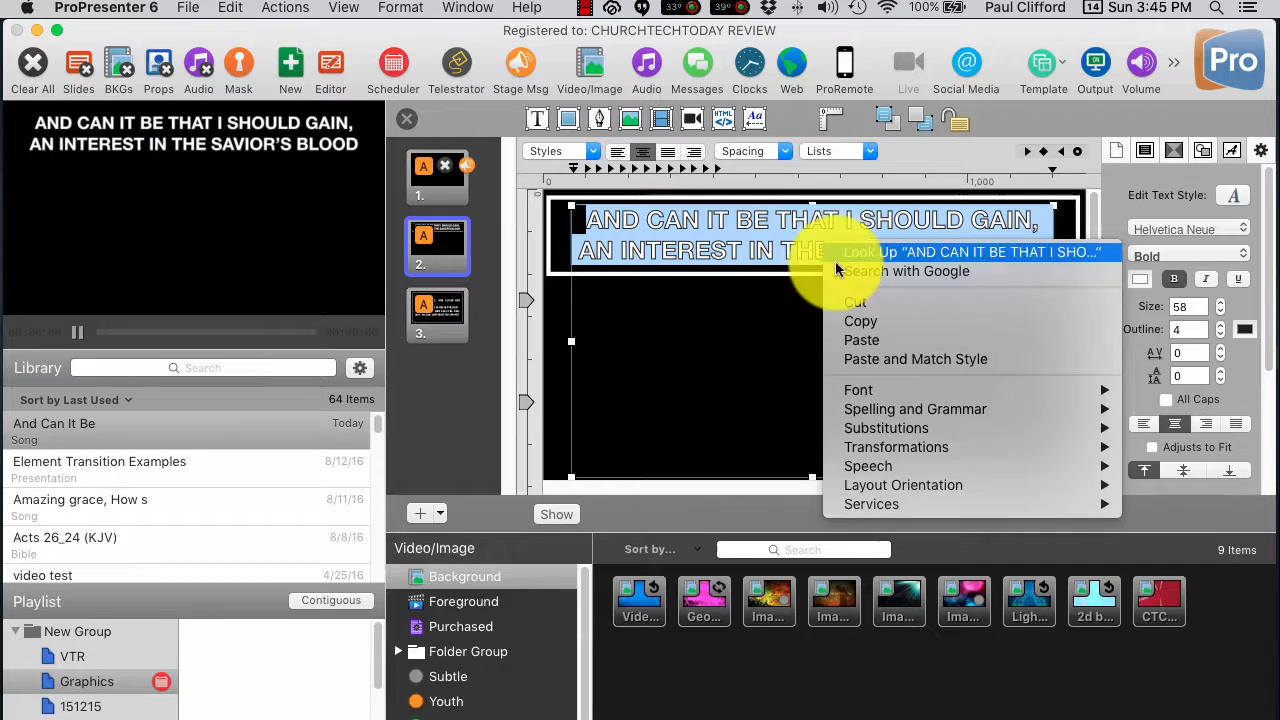 ProPresenter 6 File Edit Actions View Format Window Help 33° 39° 100% Paul Clifford 14 Sun 3:45 PM
Registered to: CHURCHTECHTODAY REVIEW
Clear All Slides BKGs Props Audio Mask New Editor Scheduler Telestrator Stage Msg Video/Image Audio Messages Clocks Web ProRemote Live Social Media Template Output Volume
Pro
AND CAN IT BE THAT I SHOULD GAIN,
AN INTEREST IN THE SAVIOR'S BLOOD
Library Search
Sort by Last Used 64 Items
And Can It Be Today
Song
Element Transition Examples 8/12/16
Presentation
Amazing grace, How s 8/11/16
Song
Acts 26_24 (KJV) 8/8/16
Bible
video test 4/25/16
Playlist Contiguous
New Group
VTR
Graphics
151215
A
1.
A
2.
A
3.
T HTML Aa
Styles Spacing Lists
0 1,000
AND CAN IT BE THAT I SHOULD GAIN,
AN INTEREST IN THE
Look Up “AND CAN IT BE THAT I SHO...”
Search with Google
Cut
Copy
Paste
Paste and Match Style
Font
Spelling and Grammar
Substitutions
Transformations
Speech
Layout Orientation
Services
Edit Text Style: A
Helvetica Neue
Bold
B I U
Size: 58
Outline: 4
AV 0
0
All Caps
Adjusts to Fit
Show
Video/Image Sort by... Search 9 Items
Background
Foreground
Purchased
Folder Group
Subtle
Youth
Vide... Geo... Ima... Ima... Ima... Ima... Ligh... 2d b... CTC...